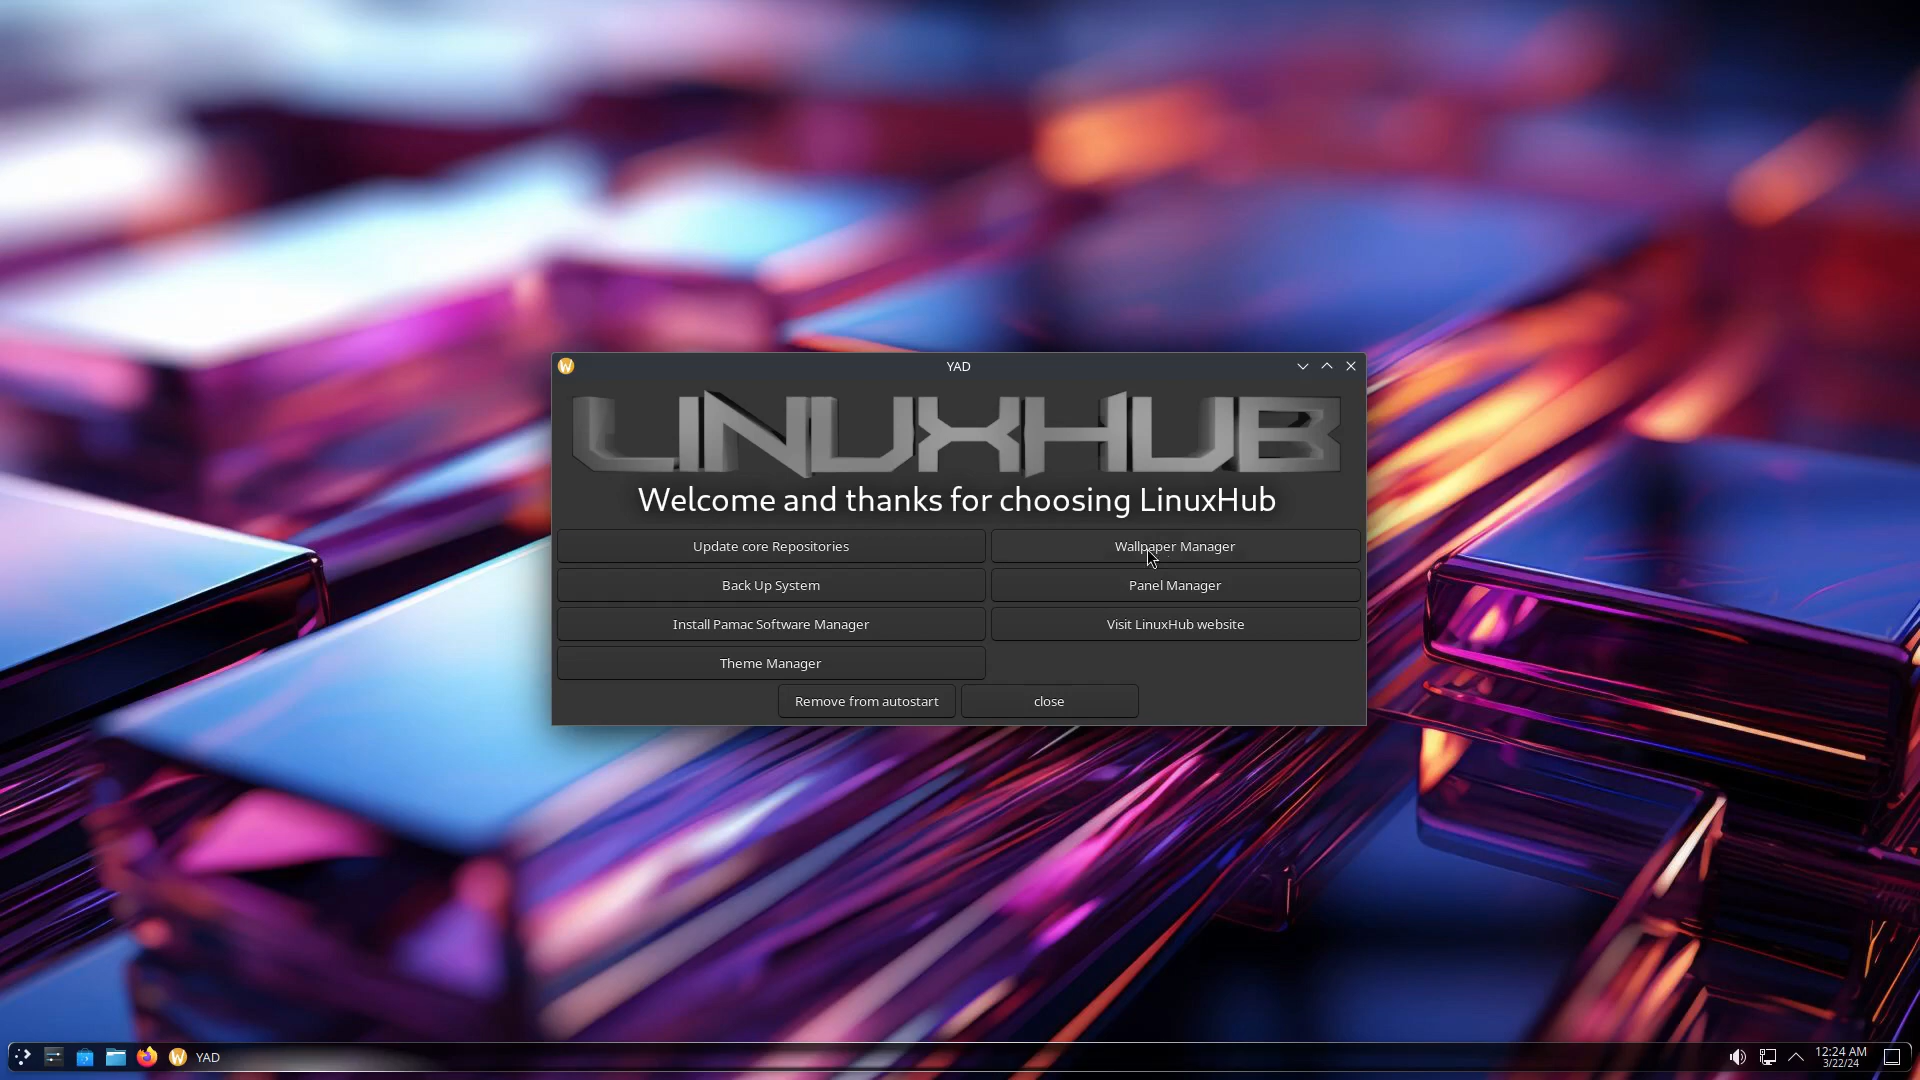 YAD
LINUXHUB
Welcome and thanks for choosing LinuxHub
Update core Repositories
Wallpaper Manager
Back Up System
Panel Manager
Install Pamac Software Manager
Visit LinuxHub website
Theme Manager
Remove from autostart
close
YAD
12:24 AM
3/22/24